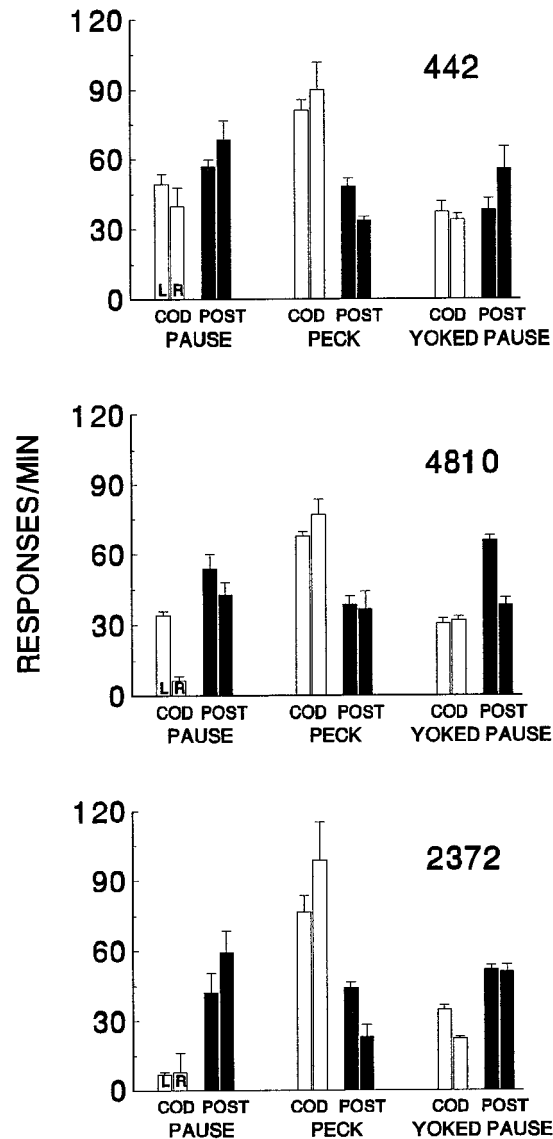 RESPONSES/MIN
442
120
90
60
30
0
L R
COD POST COD POST COD POST
PAUSE PECK YOKED PAUSE
4810
120
90
60
30
0
L R
COD POST COD POST COD POST
PAUSE PECK YOKED PAUSE
2372
120
90
60
30
0
L R
COD POST COD POST COD POST
PAUSE PECK YOKED PAUSE